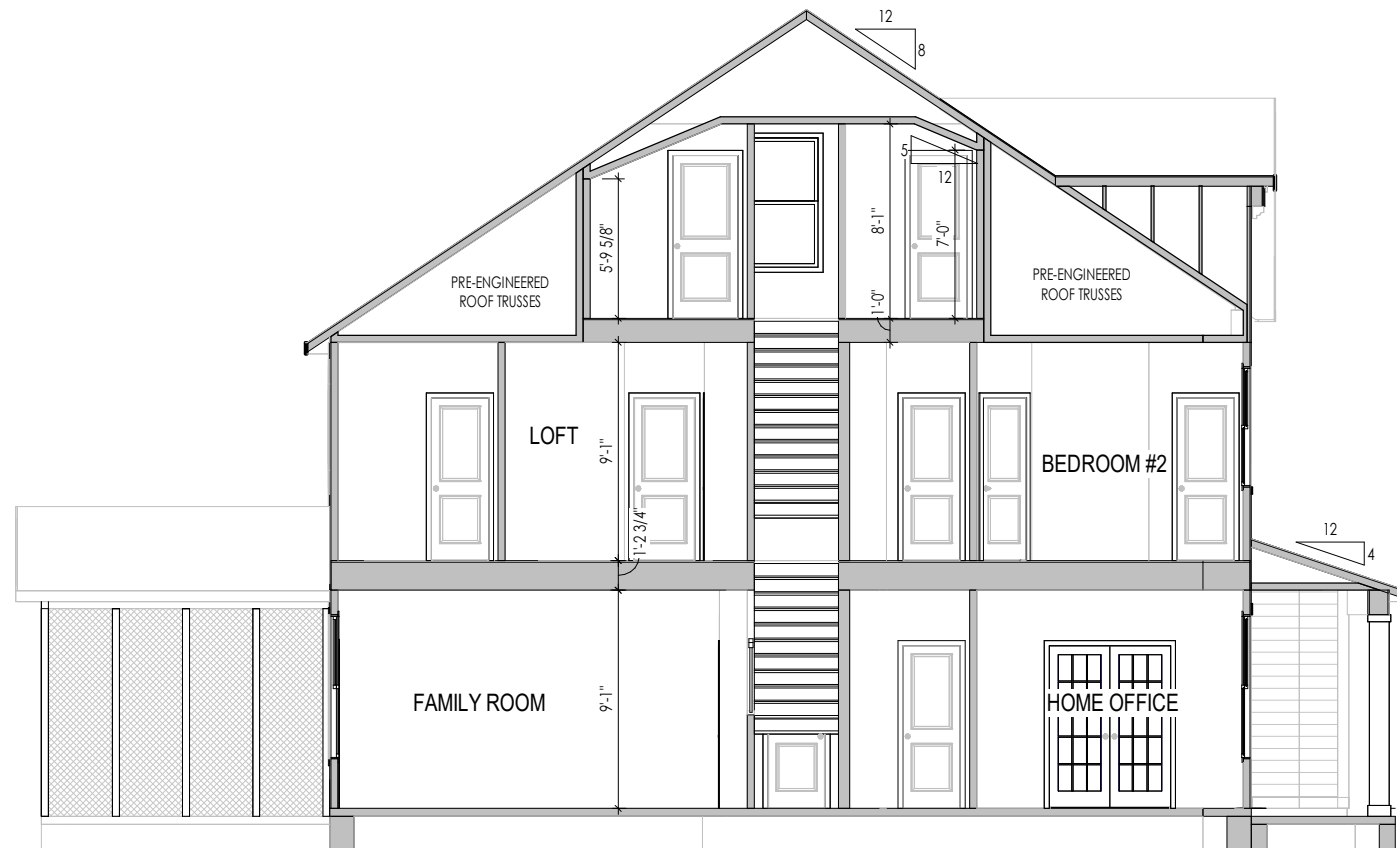 12
8
5
12
5'-9 5/8"
8'-1"
7'-0"
1'-0"
PRE-ENGINEERED
ROOF TRUSSES
PRE-ENGINEERED
ROOF TRUSSES
LOFT
9'-1"
BEDROOM #2
1'-2 3/4"
12
4
FAMILY ROOM
9'-1"
HOME OFFICE